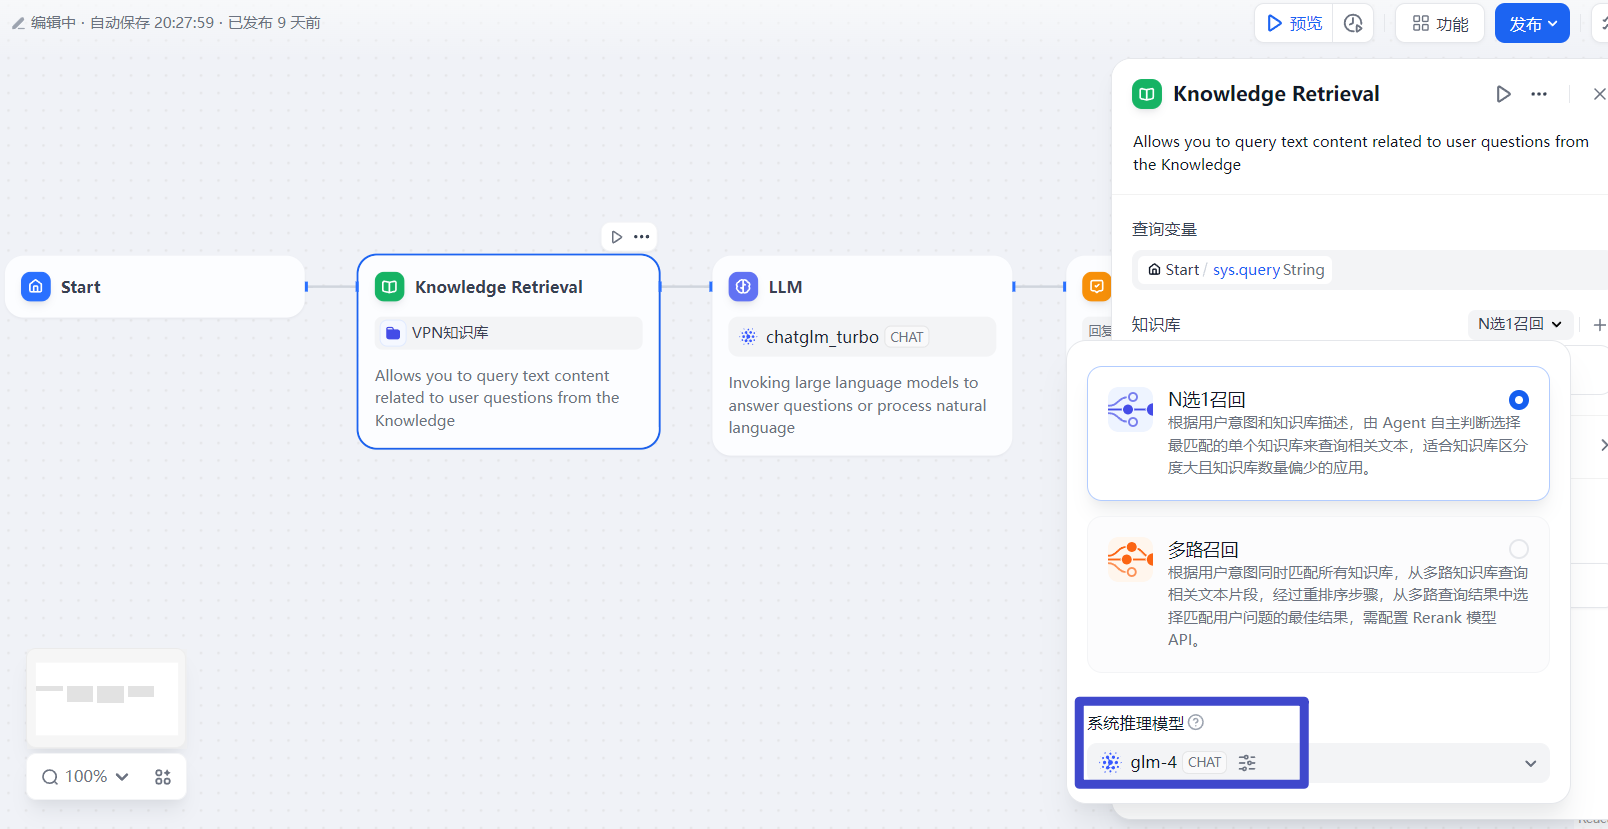 编辑中 · 自动保存 20:27:59 · 已发布 9 天前
预览
功能
发布
Start
Knowledge Retrieval
VPN知识库
Allows you to query text content
related to user questions from the
Knowledge
LLM
chatglm_turbo CHAT
Invoking large language models to
answer questions or process natural
language
回复
100%
Knowledge Retrieval
Allows you to query text content related to user questions from
the Knowledge
查询变量
Start / sys.query String
知识库
N选1召回
N选1召回
根据用户意图和知识库描述，由 Agent 自主判断选择
最匹配的单个知识库来查询相关文本，适合知识库区分
度大且知识库数量偏少的应用。
多路召回
根据用户意图同时匹配所有知识库，从多路知识库查询
相关文本片段，经过重排序步骤，从多路查询结果中选
择匹配用户问题的最佳结果，需配置 Rerank 模型
API。
系统推理模型
glm-4 CHAT